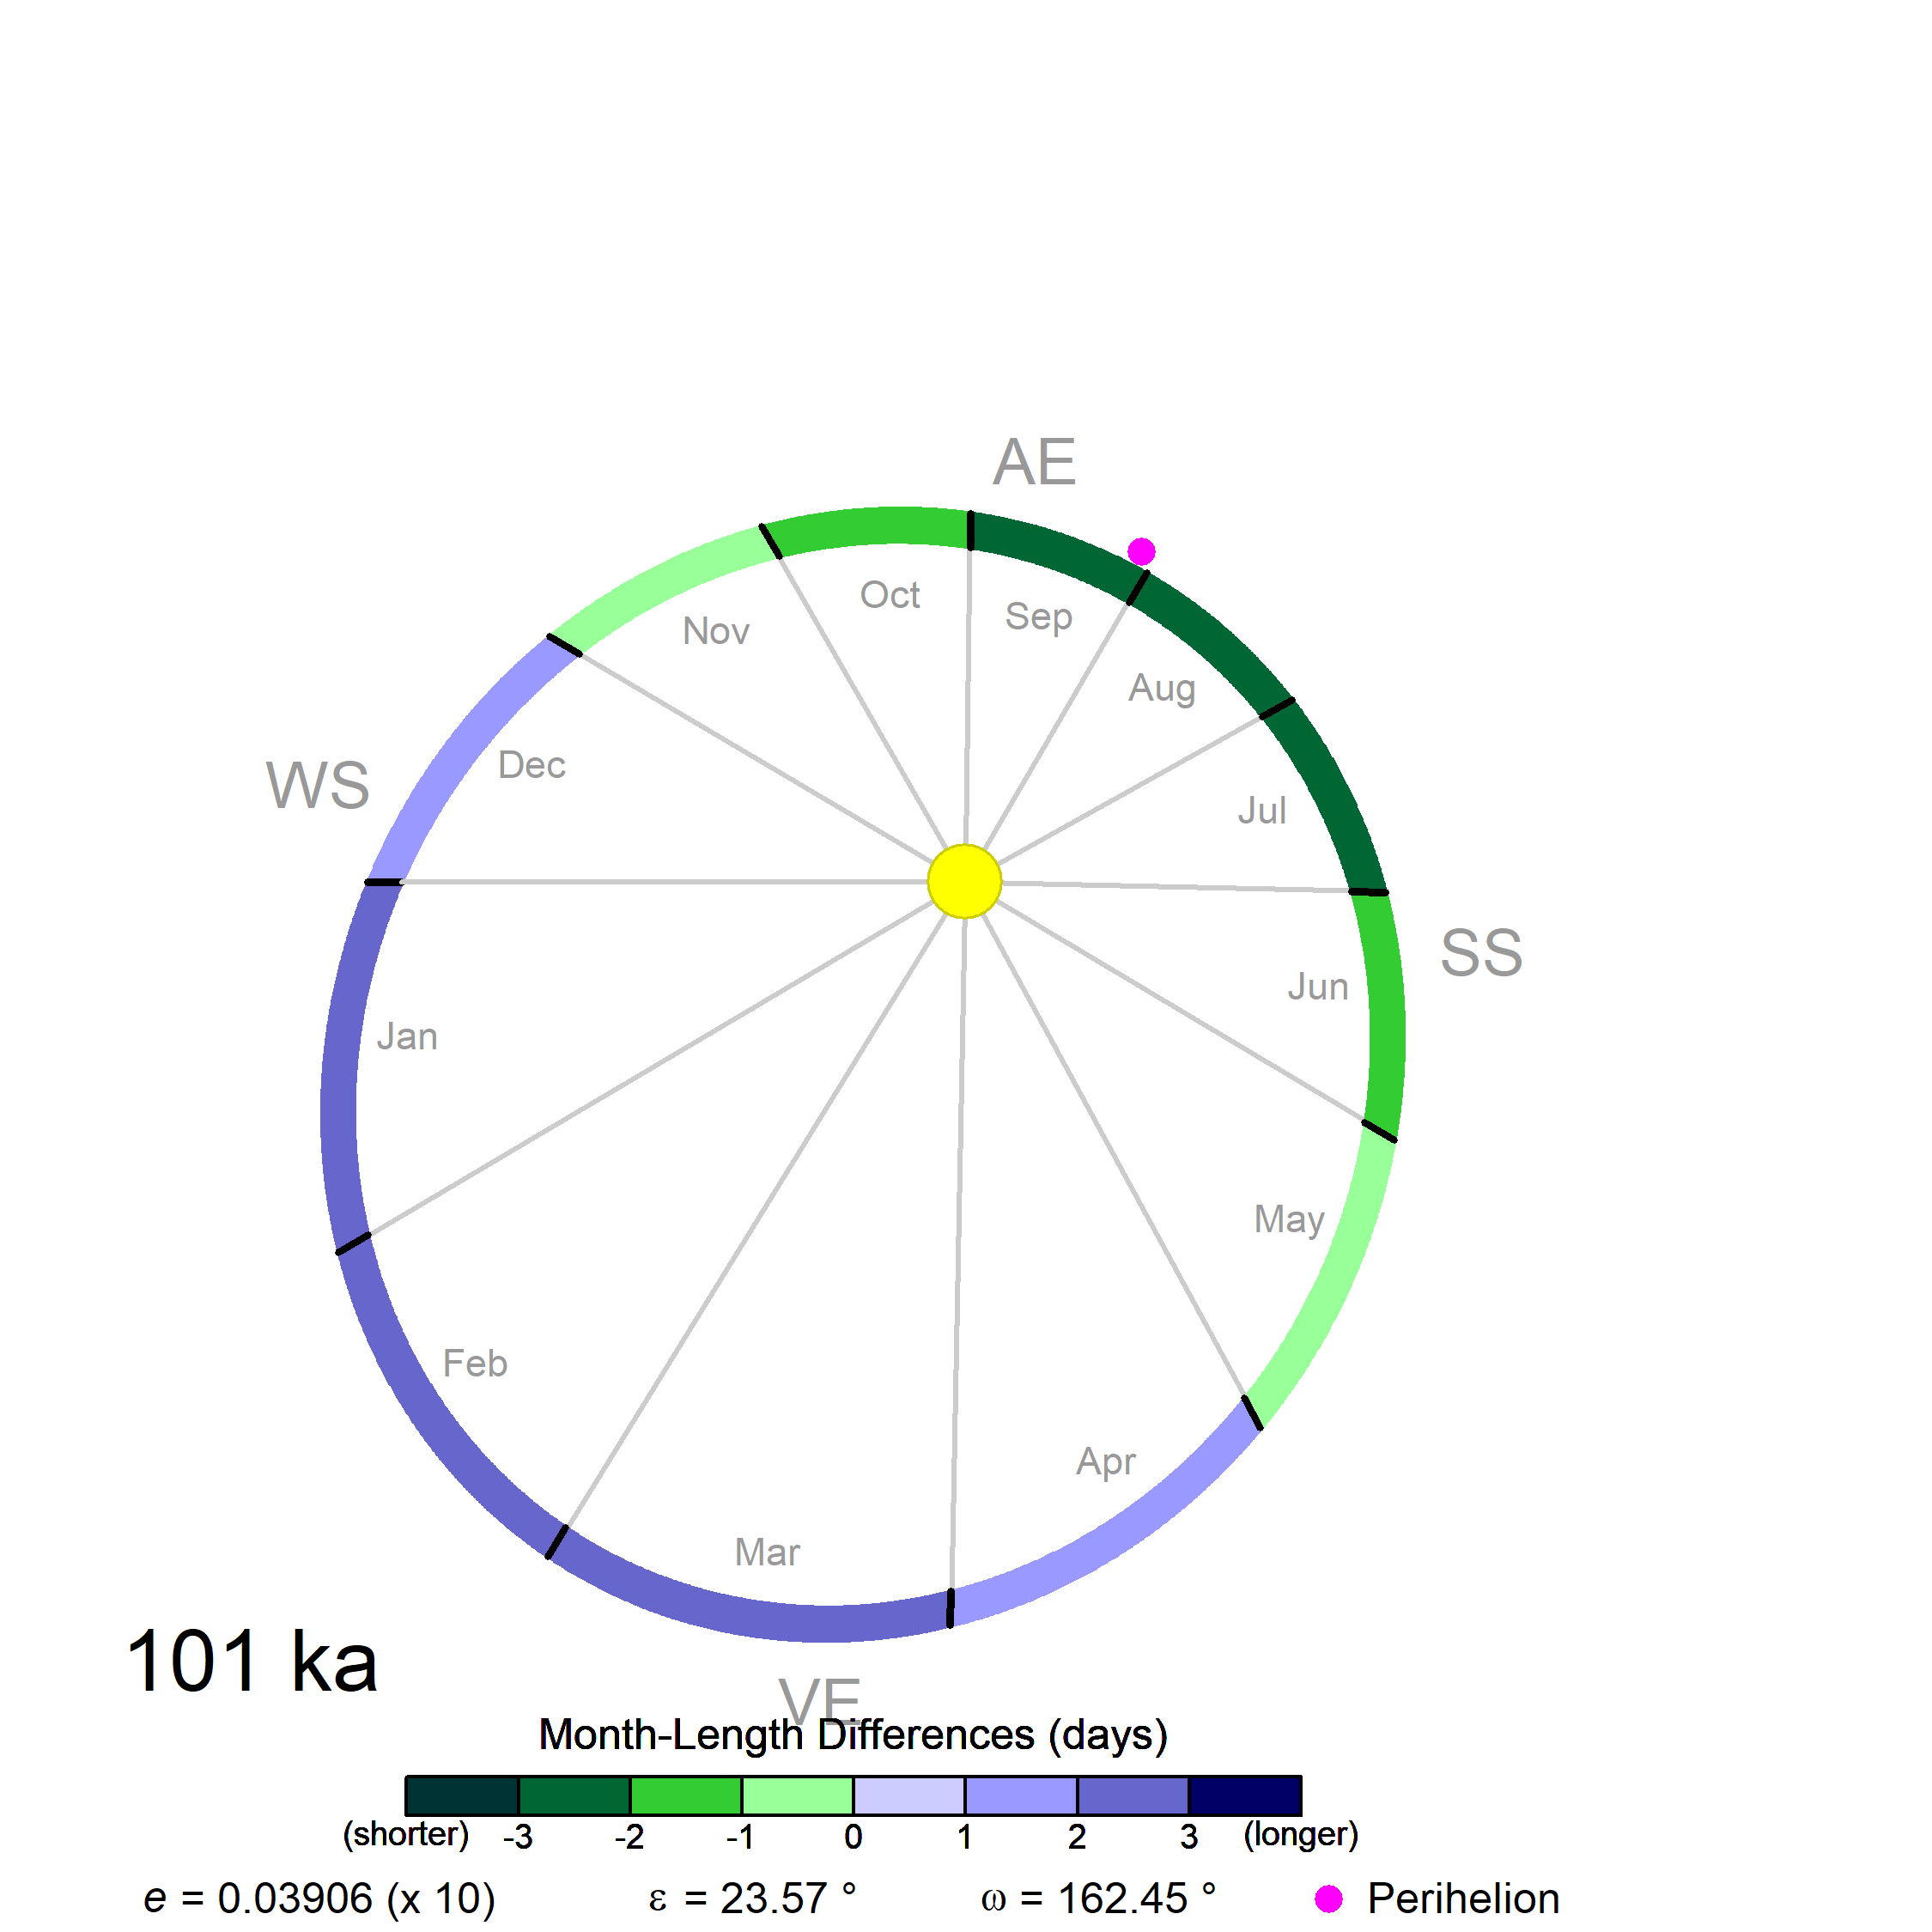 AE
Oct
Sep
Nov
Aug
Dec
WS
Jul
SS
Jun
Jan
May
Feb
Apr
Mar
101 ka
VE
Month-Length Differences (days)
(shorter) -3 -2 -1 0 1 2 3 (longer)
e = 0.03906 (x 10) ε = 23.57 ° ω = 162.45 ° Perihelion